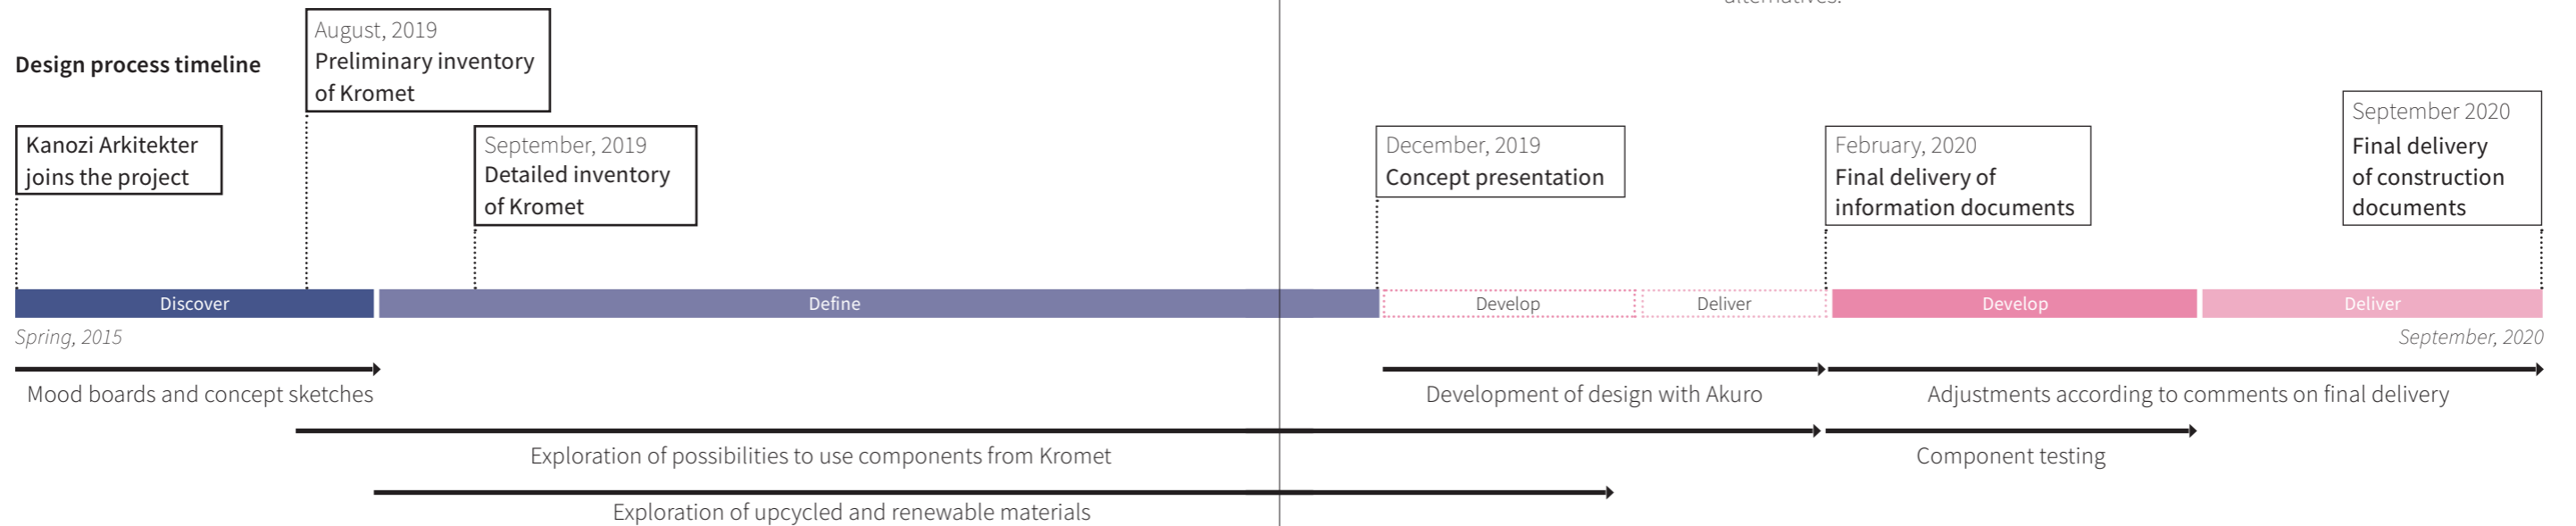 alternatives.
Design process timeline
August, 2019
Preliminary inventory
of Kromet
Kanozi Arkitekter
joins the project
September, 2019
Detailed inventory
of Kromet
December, 2019
Concept presentation
February, 2020
Final delivery of
information documents
September 2020
Final delivery
of construction
documents
Discover
Define
Develop
Deliver
Develop
Deliver
Spring, 2015
September, 2020
Mood boards and concept sketches
Development of design with Akuro
Adjustments according to comments on final delivery
Exploration of possibilities to use components from Kromet
Component testing
Exploration of upcycled and renewable materials